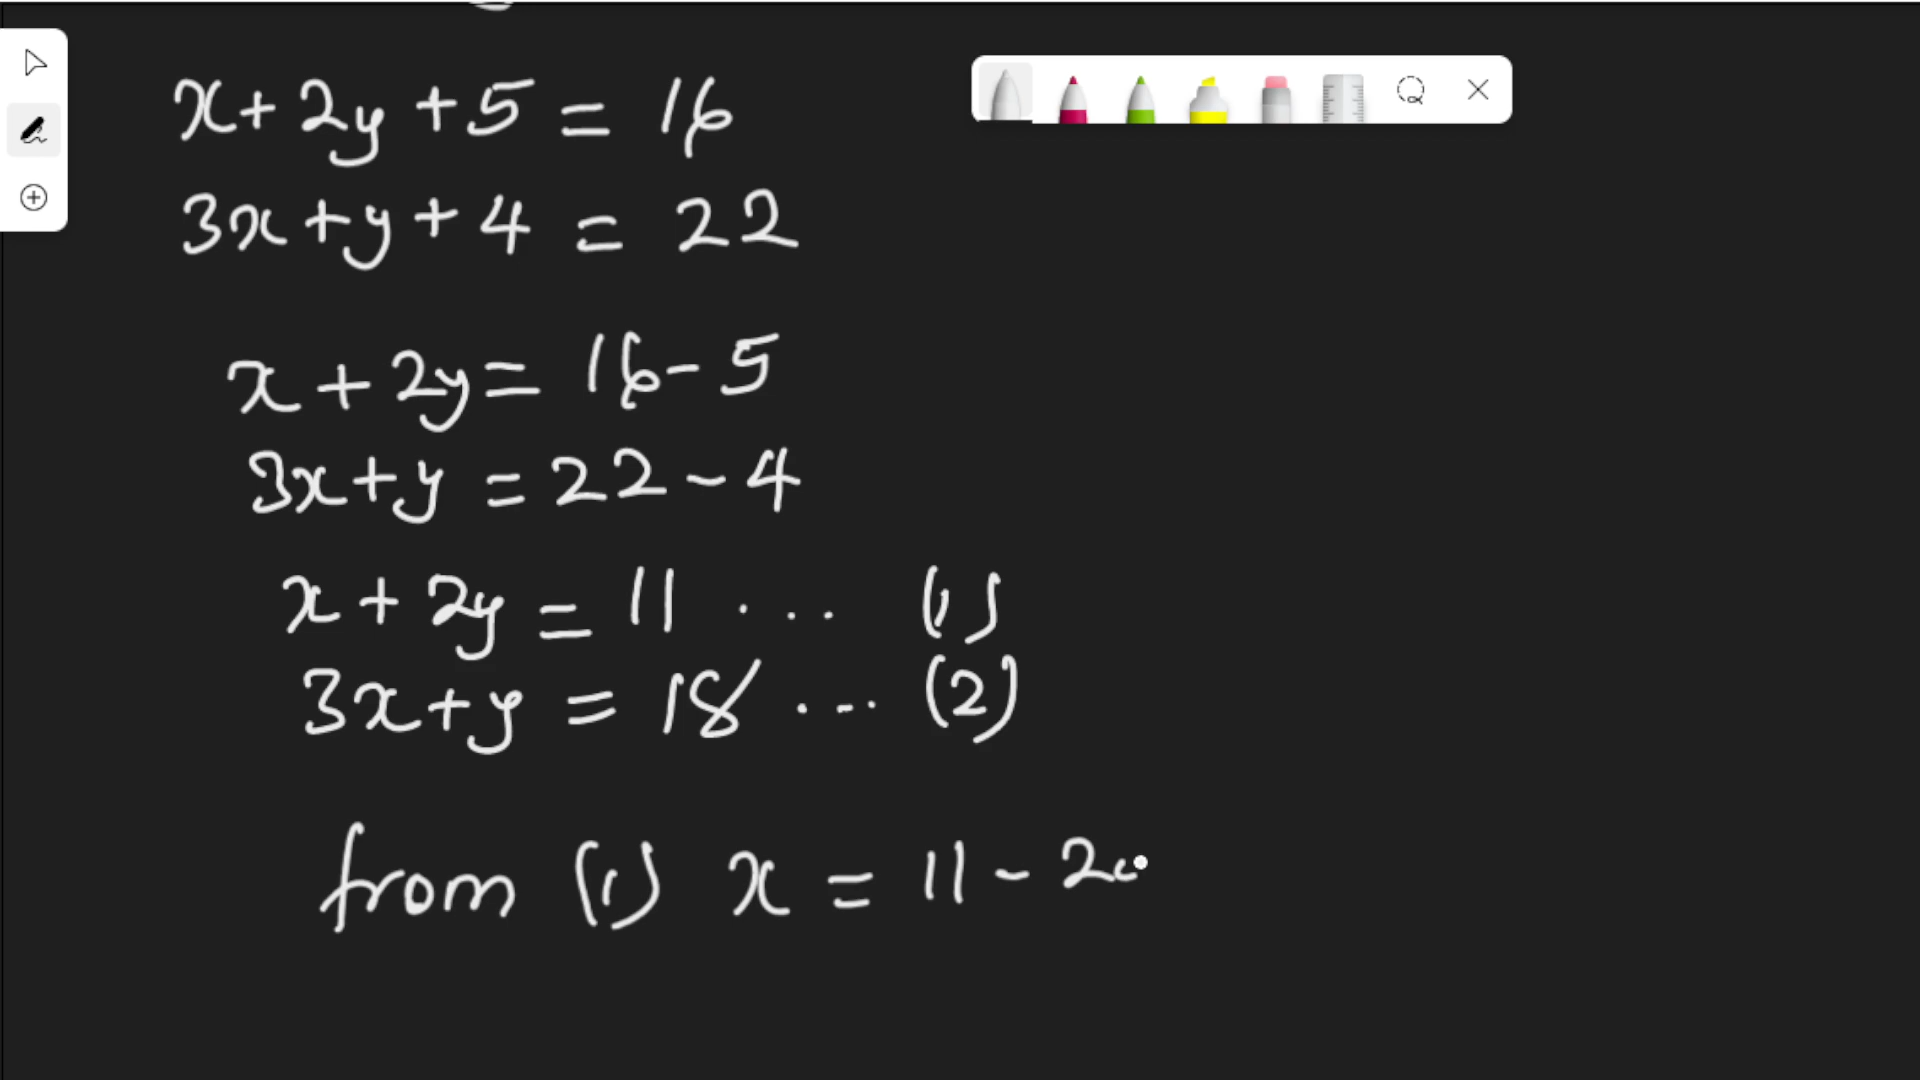 x + 2y + 5 = 16
3x + y + 4 = 22
x + 2y = 16 - 5
3x + y = 22 - 4
x + 2y = 11 ... (1)
3x + y = 18 ... (2)
from (1) x = 11 - 2